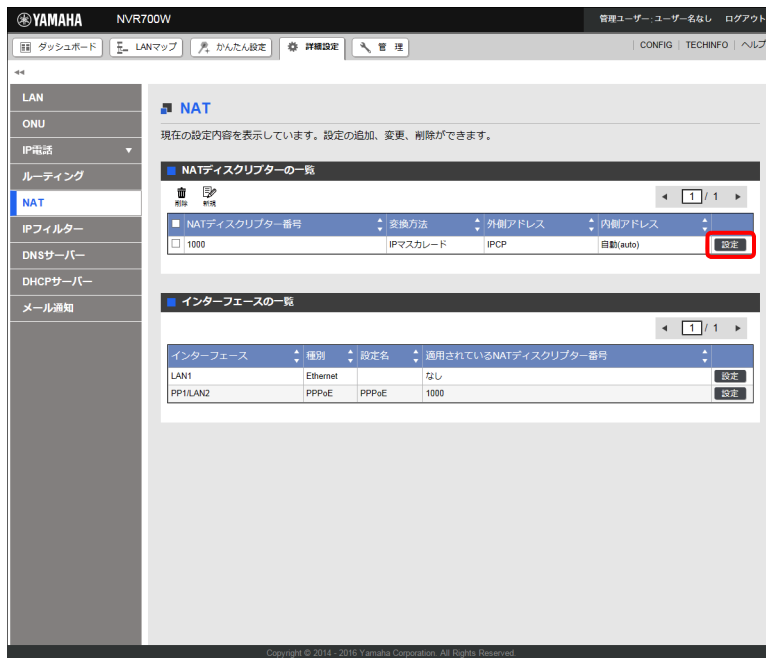 YAMAHA NVR700W 管理ユーザー:ユーザー名なし ログアウト
ダッシュボード LANマップ かんたん設定 詳細設定 管 理 CONFIG | TECHINFO | ヘルプ
LAN
ONU
IP電話
ルーティング
NAT
IPフィルター
DNSサーバー
DHCPサーバー
メール通知
NAT
現在の設定内容を表示しています。設定の追加、変更、削除ができます。
NATディスクリプターの一覧
削除 新規 1 / 1
NATディスクリプター番号 変換方法 外側アドレス 内側アドレス
1000 IPマスカレード IPCP 自動(auto) 設定
インターフェースの一覧
1 / 1
インターフェース 種別 設定名 適用されているNATディスクリプター番号
LAN1 Ethernet なし 設定
PP1/LAN2 PPPoE PPPoE 1000 設定
Copyright © 2014 - 2016 Yamaha Corporation. All Rights Reserved.